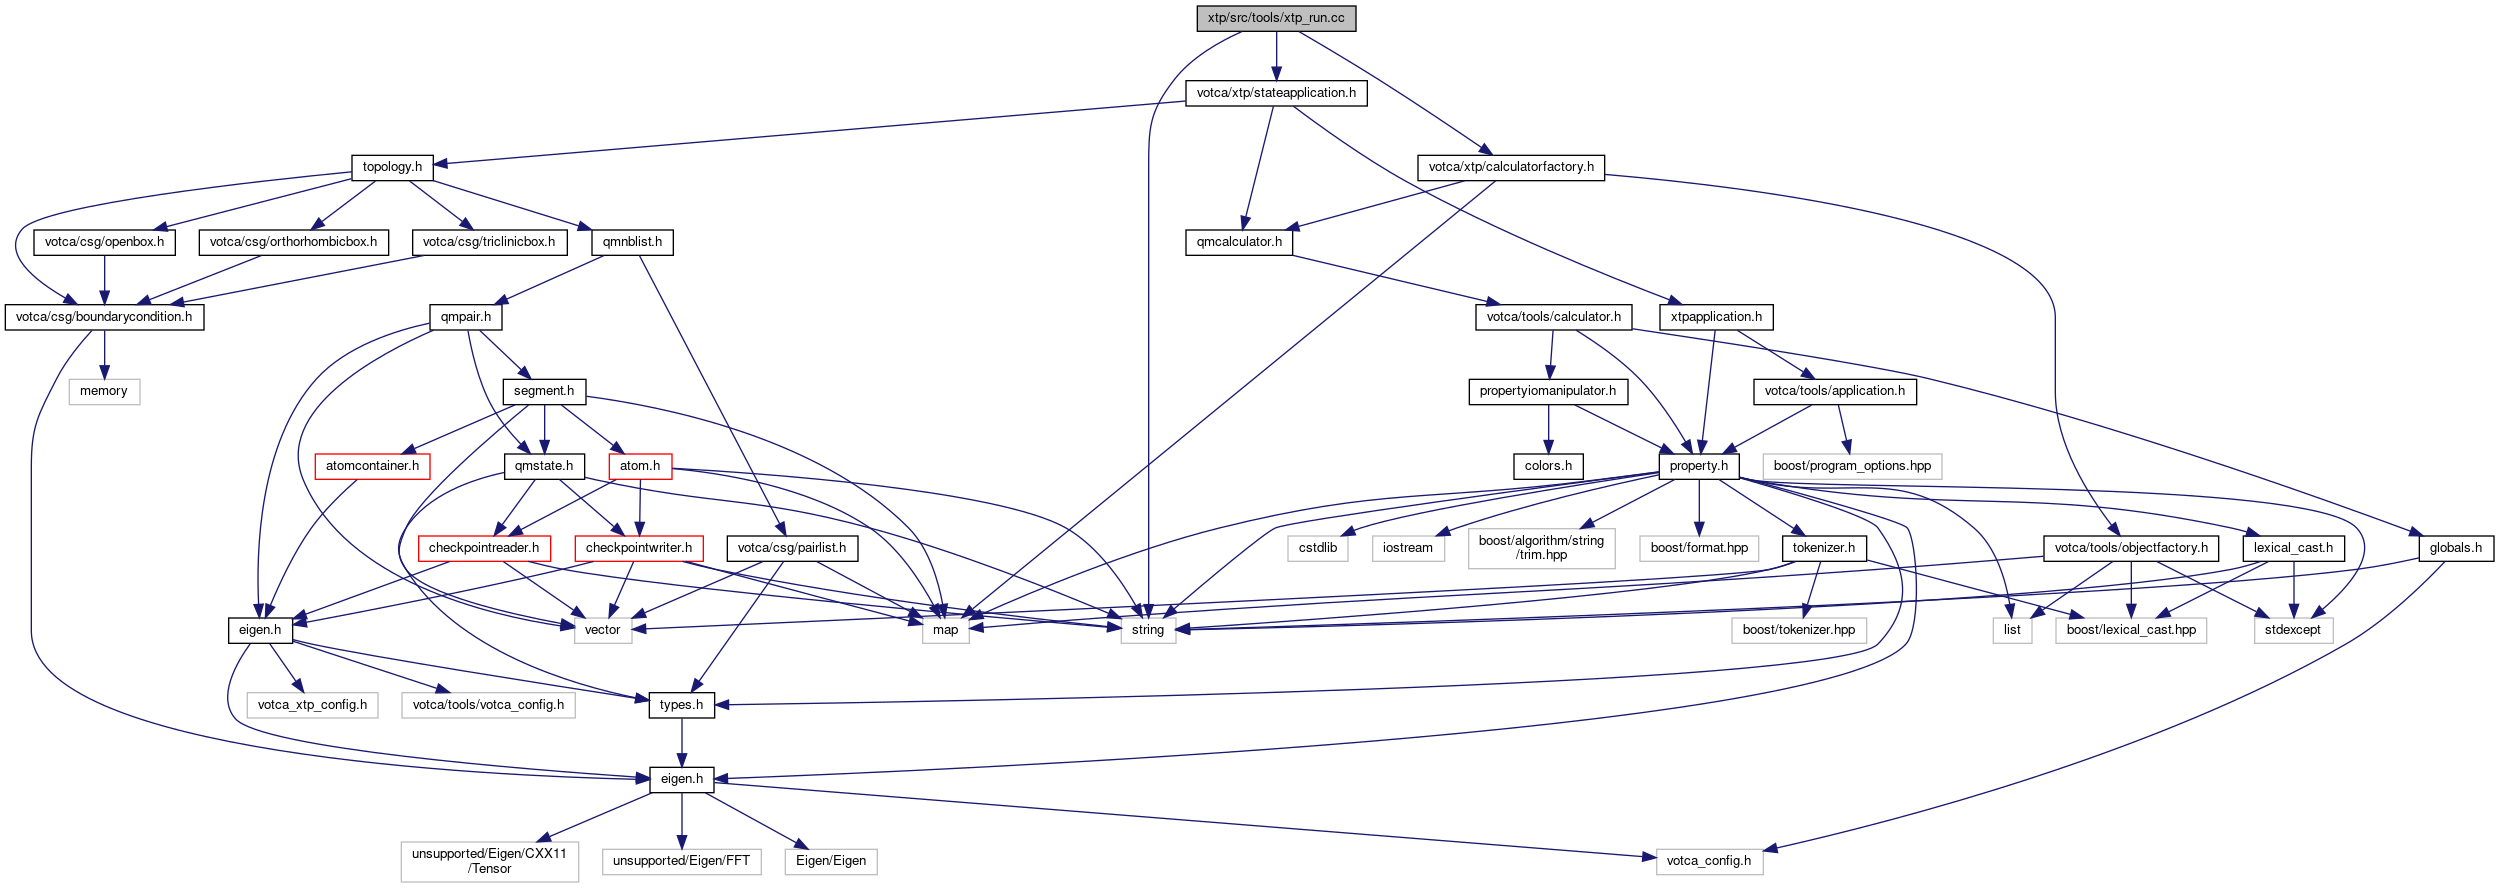 xtp/src/tools/xtp_run.cc
votca/xtp/stateapplication.h
topology.h
votca/xtp/calculatorfactory.h
votca/csg/openbox.h
votca/csg/orthorhombicbox.h
votca/csg/triclinicbox.h
qmnblist.h
qmcalculator.h
votca/csg/boundarycondition.h
qmpair.h
votca/tools/calculator.h
xtpapplication.h
memory
segment.h
propertyiomanipulator.h
votca/tools/application.h
atomcontainer.h
qmstate.h
atom.h
colors.h
property.h
boost/program_options.hpp
checkpointreader.h
checkpointwriter.h
votca/csg/pairlist.h
cstdlib
iostream
boost/algorithm/string
/trim.hpp
boost/format.hpp
tokenizer.h
votca/tools/objectfactory.h
lexical_cast.h
globals.h
eigen.h
vector
map
string
boost/tokenizer.hpp
list
boost/lexical_cast.hpp
stdexcept
votca_xtp_config.h
votca/tools/votca_config.h
types.h
eigen.h
unsupported/Eigen/CXX11
/Tensor
unsupported/Eigen/FFT
Eigen/Eigen
votca_config.h